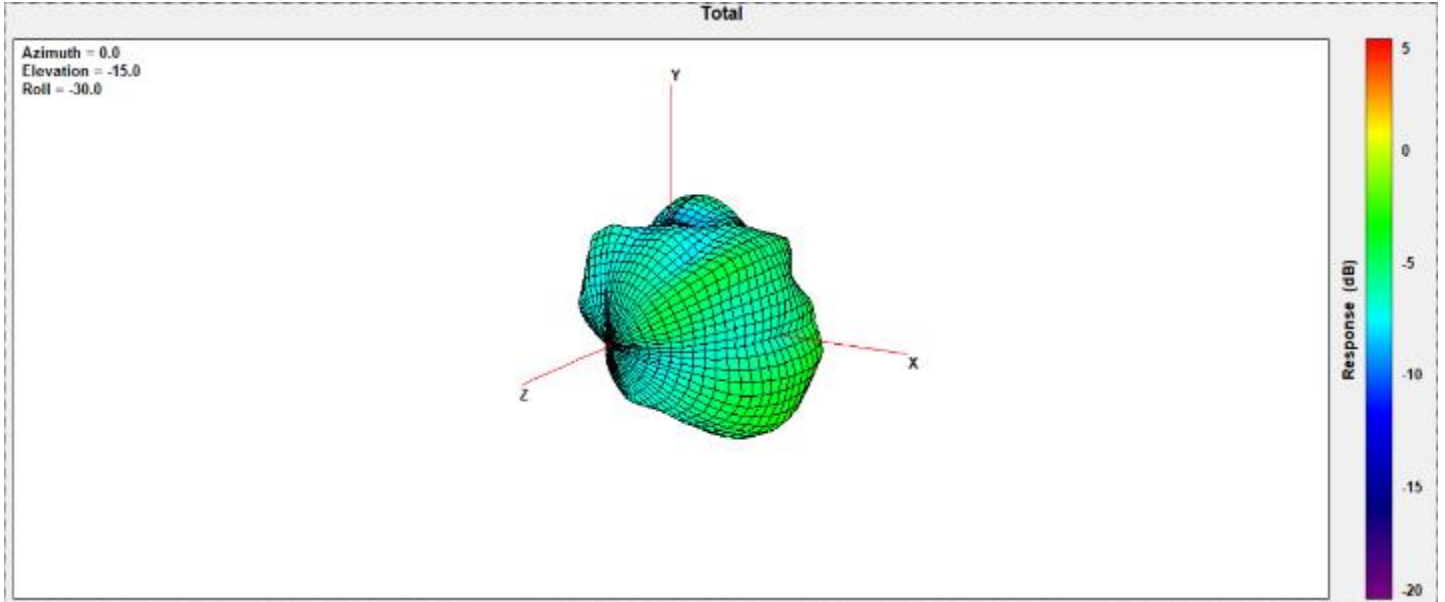 Total
Azimuth = 0.0
Elevation = -15.0
Roll = -30.0
Y
X
Z
5
0
-5
-10
-15
-20
Response (dB)